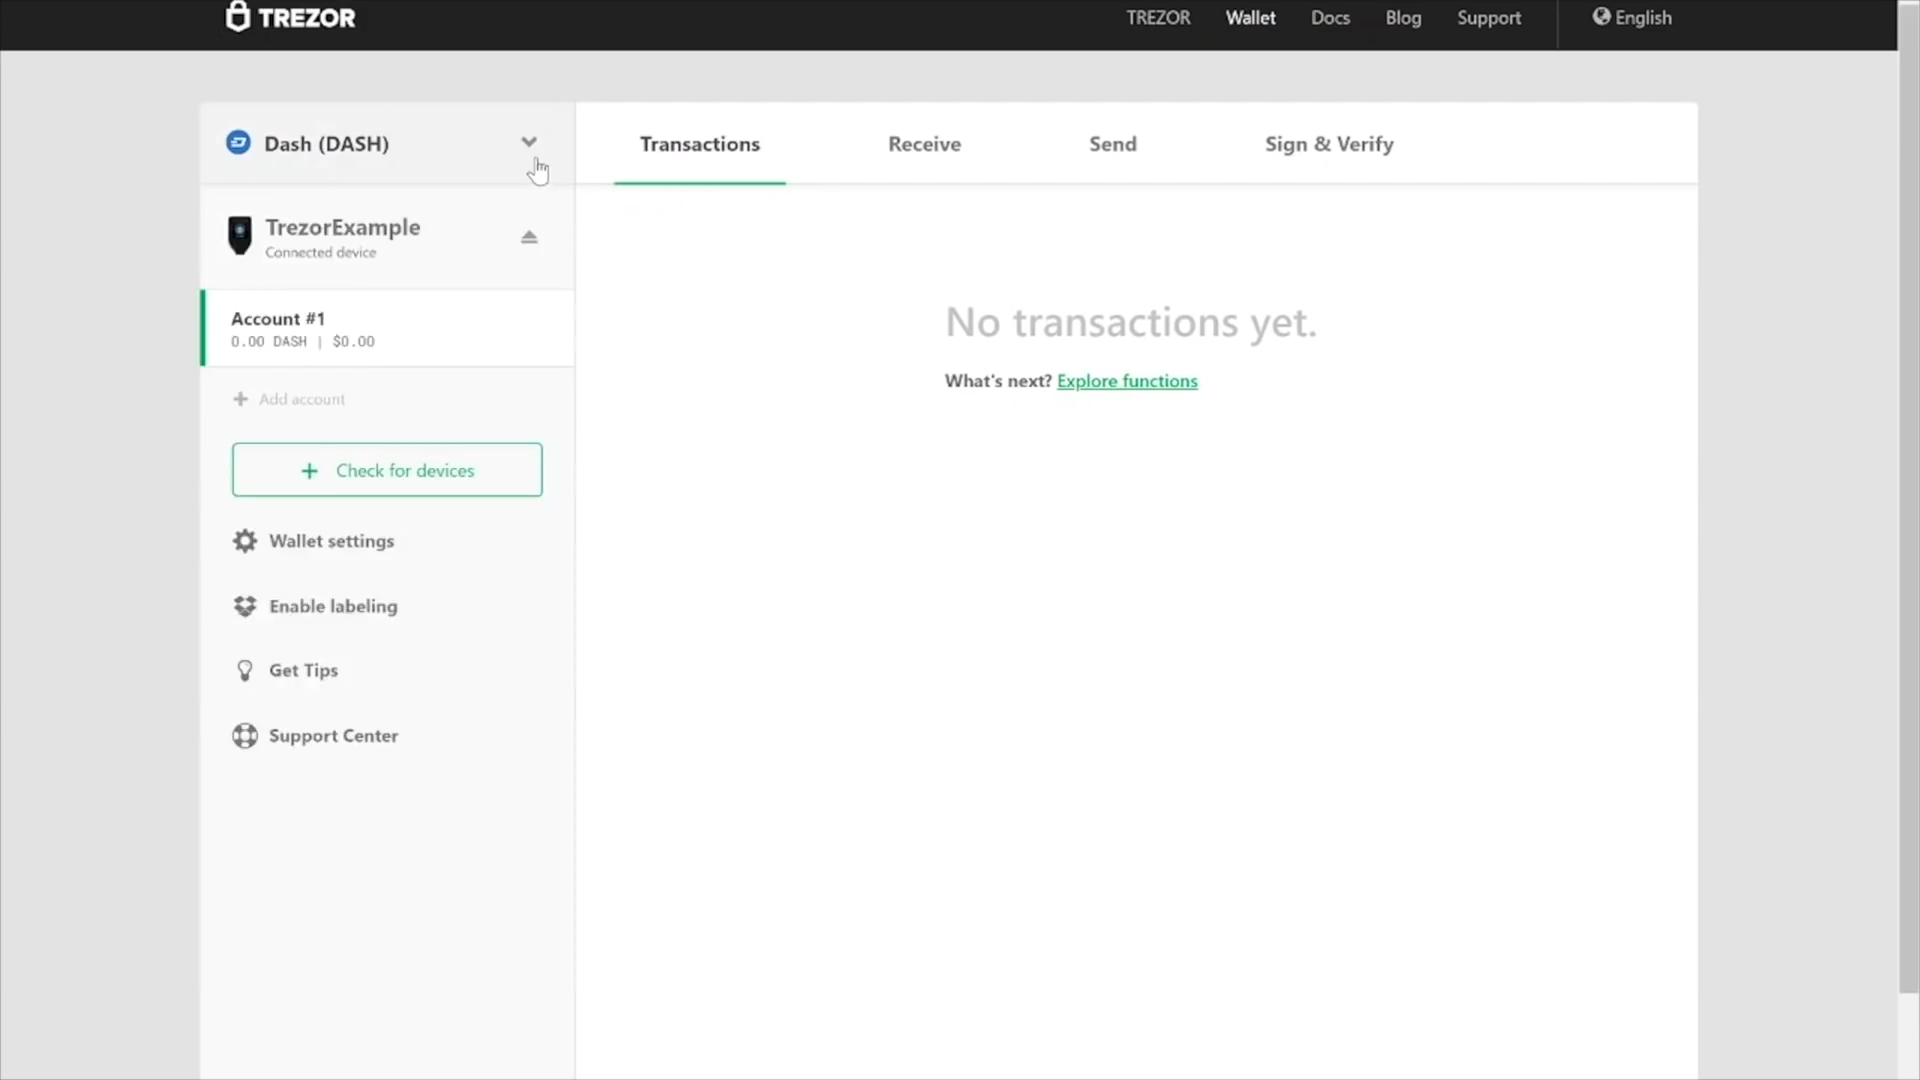 TREZOR
TREZOR Wallet Docs Blog Support English
Dash (DASH)
Transactions Receive Send Sign & Verify
TrezorExample
Connected device
Account #1
0.00 DASH | $0.00
Add account
Check for devices
Wallet settings
Enable labeling
Get Tips
Support Center
No transactions yet.
What's next? Explore functions